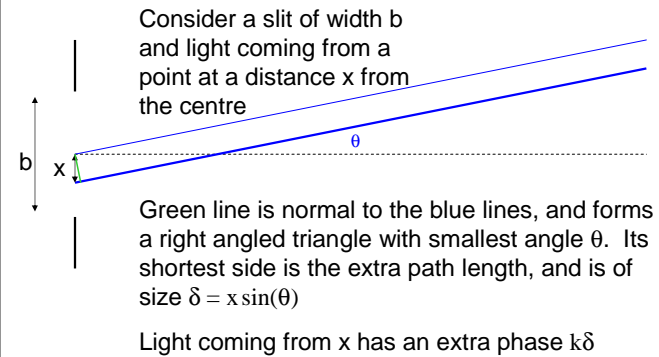 Consider a slit of width b
and light coming from a
point at a distance x from
the centre
θ
b
x
Green line is normal to the blue lines, and forms
a right angled triangle with smallest angle θ. Its
shortest side is the extra path length, and is of
size δ = x sin(θ)
Light coming from x has an extra phase kδ